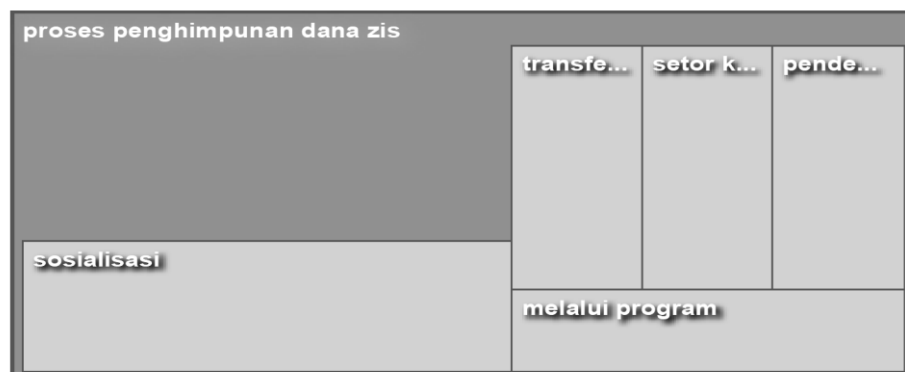 proses penghimpunan dana zis
transfe... setor k... pende...
sosialisasi
melalui program